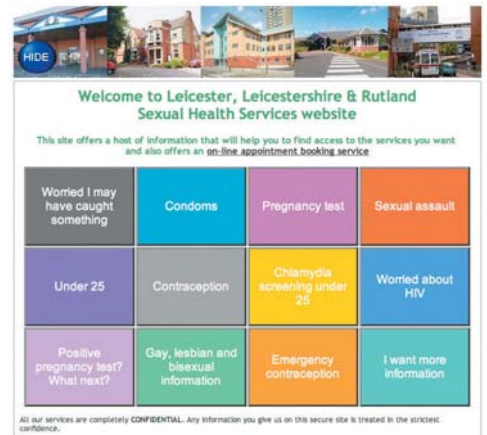 HIDE
Welcome to Leicester, Leicestershire & Rutland
Sexual Health Services website
This site offers a host of information that will help you to find access to the services you want
and also offers an on-line appointment booking service
Worried I may
have caught
something
Condoms
Pregnancy test
Sexual assault
Under 25
Contraception
Chlamydia
screening under
25
Worried about
HIV
Positive
pregnancy test?
What next?
Gay, lesbian and
bisexual
information
Emergency
contraception
I want more
information
All our services are completely CONFIDENTIAL. Any information you give us on this secure site is treated in the strictest
confidence.